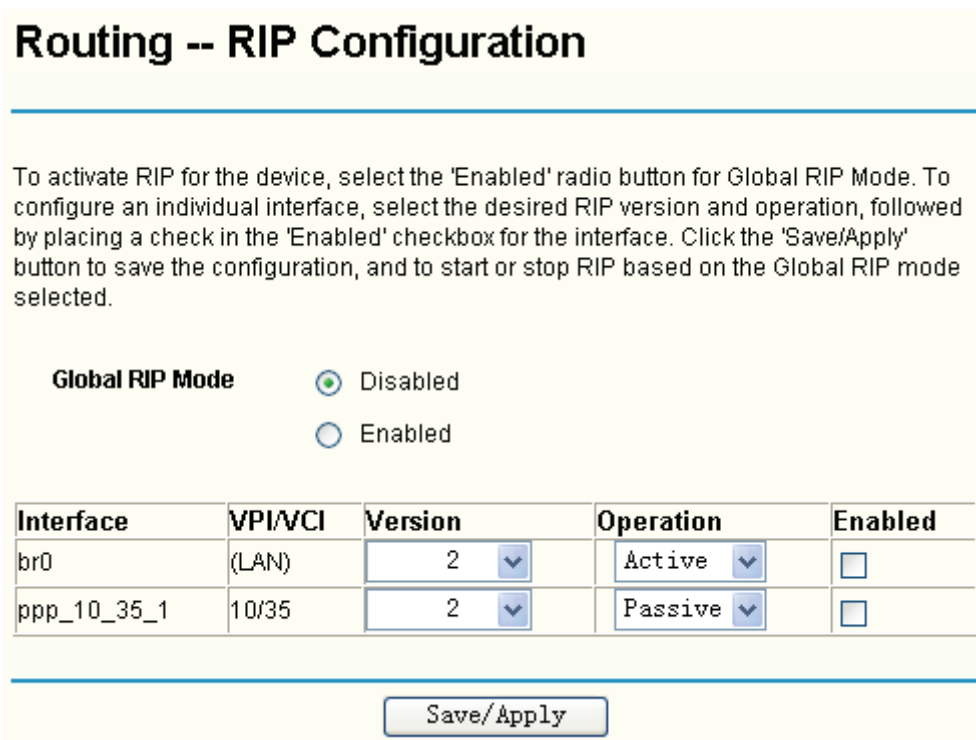 Routing -- RIP Configuration
To activate RIP for the device, select the 'Enabled' radio button for Global RIP Mode. To
configure an individual interface, select the desired RIP version and operation, followed
by placing a check in the 'Enabled' checkbox for the interface. Click the 'Save/Apply'
button to save the configuration, and to start or stop RIP based on the Global RIP mode
selected.
Global RIP Mode Disabled
Enabled
Interface VPI/VCI Version Operation Enabled
br0 (LAN) 2 Active
ppp_10_35_1 10/35 2 Passive
Save/Apply